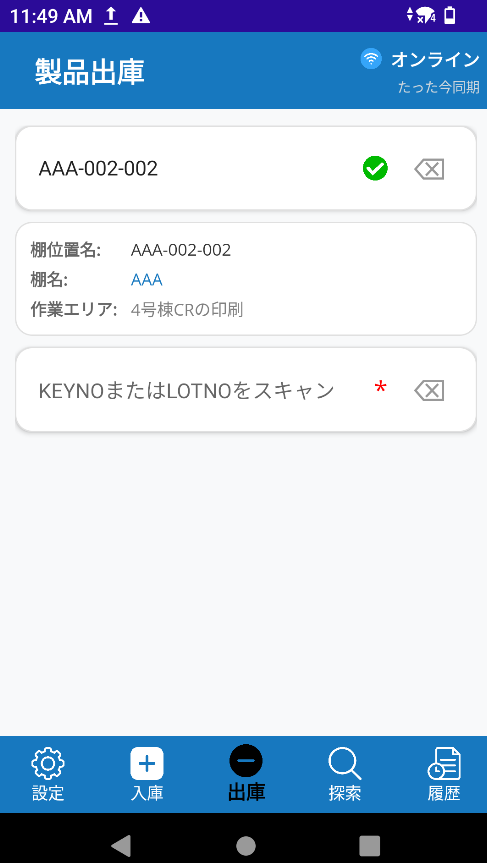 11:49 AM
製品出庫
オンライン
たった今同期
AAA-002-002
棚位置名: AAA-002-002
棚名: AAA
作業エリア: 4号棟CRの印刷
KEYNOまたはLOTNOをスキャン *
設定 入庫 出庫 探索 履歴